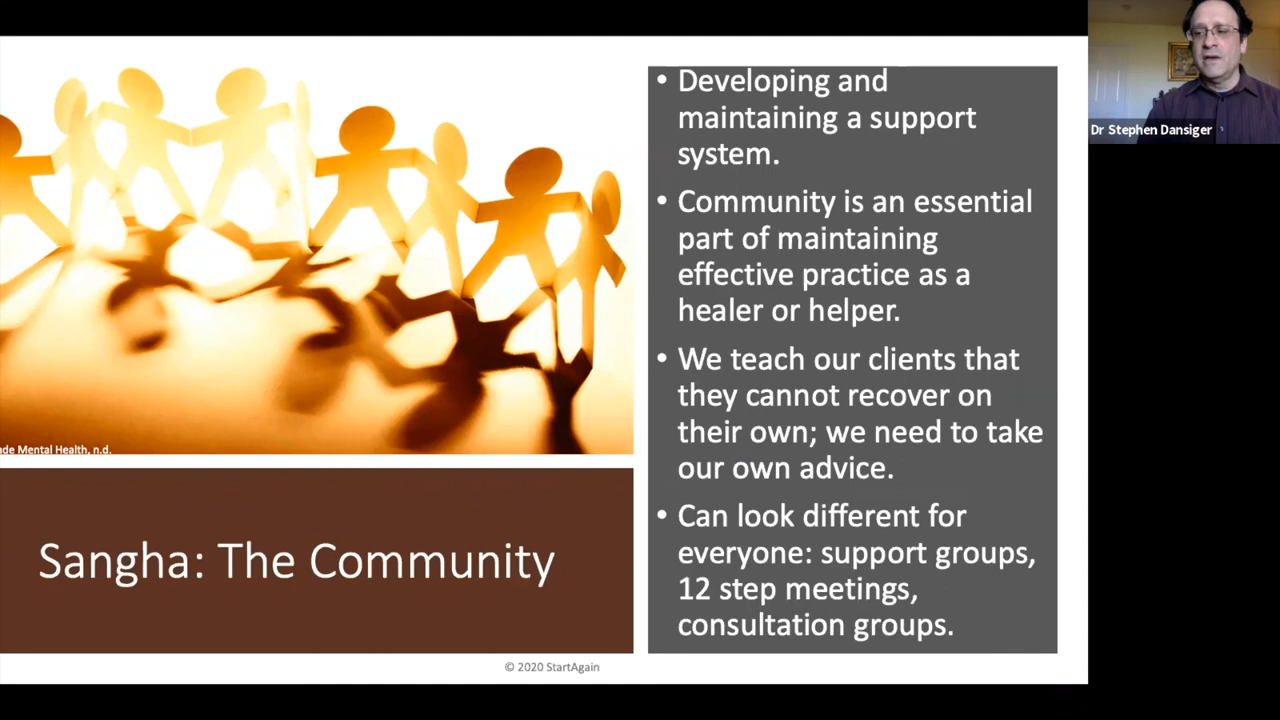 • Developing and
maintaining a support
system.
• Community is an essential
part of maintaining
effective practice as a
healer or helper.
• We teach our clients that
they cannot recover on
their own; we need to take
our own advice.
• Can look different for
everyone: support groups,
12 step meetings,
consultation groups.
Mental Health, n.d.
Sangha: The Community
© 2020 StartAgain
Dr Stephen Dansiger